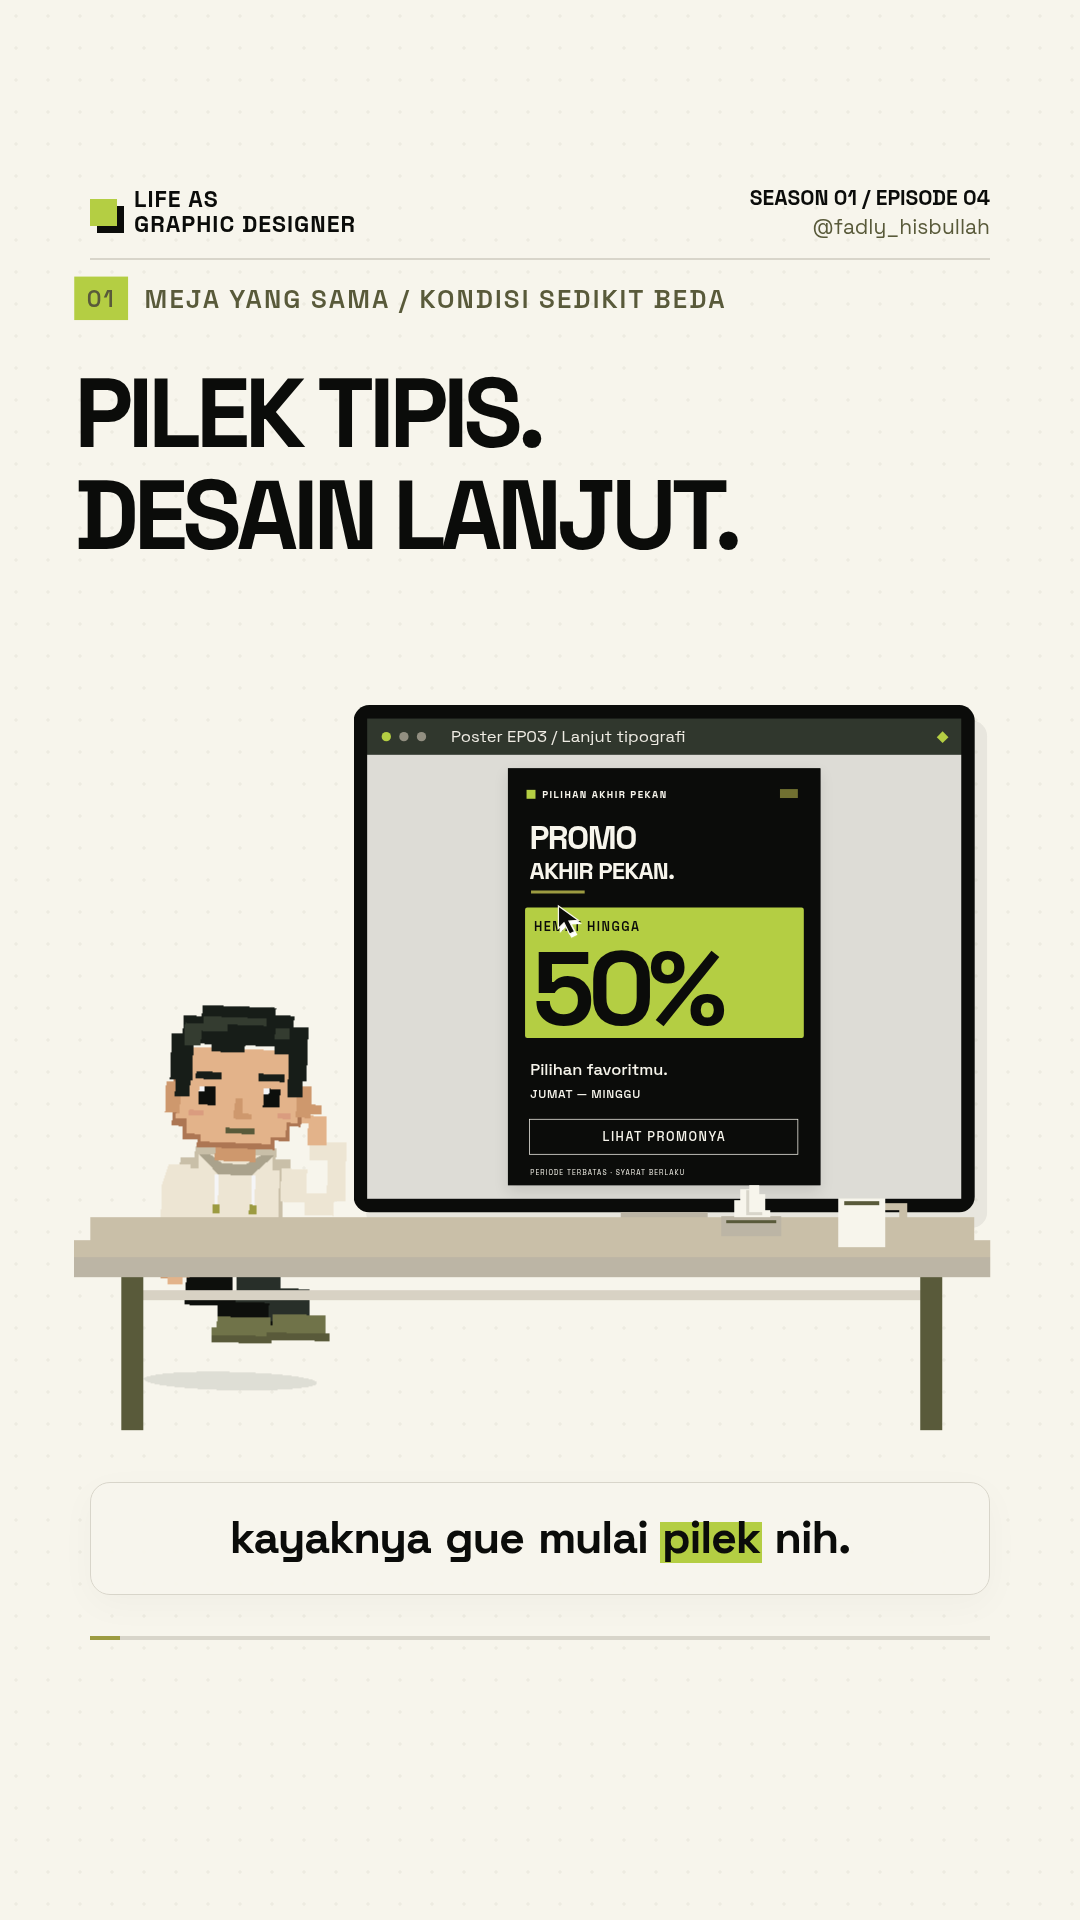 LIFE AS
GRAPHIC DESIGNER
SEASON 01 / EPISODE 04
@fadly_hisbullah
01 MEJA YANG SAMA / KONDISI SEDIKIT BEDA
PILEK TIPIS.
DESAIN LANJUT.
Poster EP03 / Lanjut tipografi
PILIHAN AKHIR PEKAN
PROMO
AKHIR PEKAN.
HEMAT HINGGA
50%
Pilihan favoritmu.
JUMAT — MINGGU
LIHAT PROMONYA
PERIODE TERBATAS · SYARAT BERLAKU
kayaknya gue mulai pilek nih.